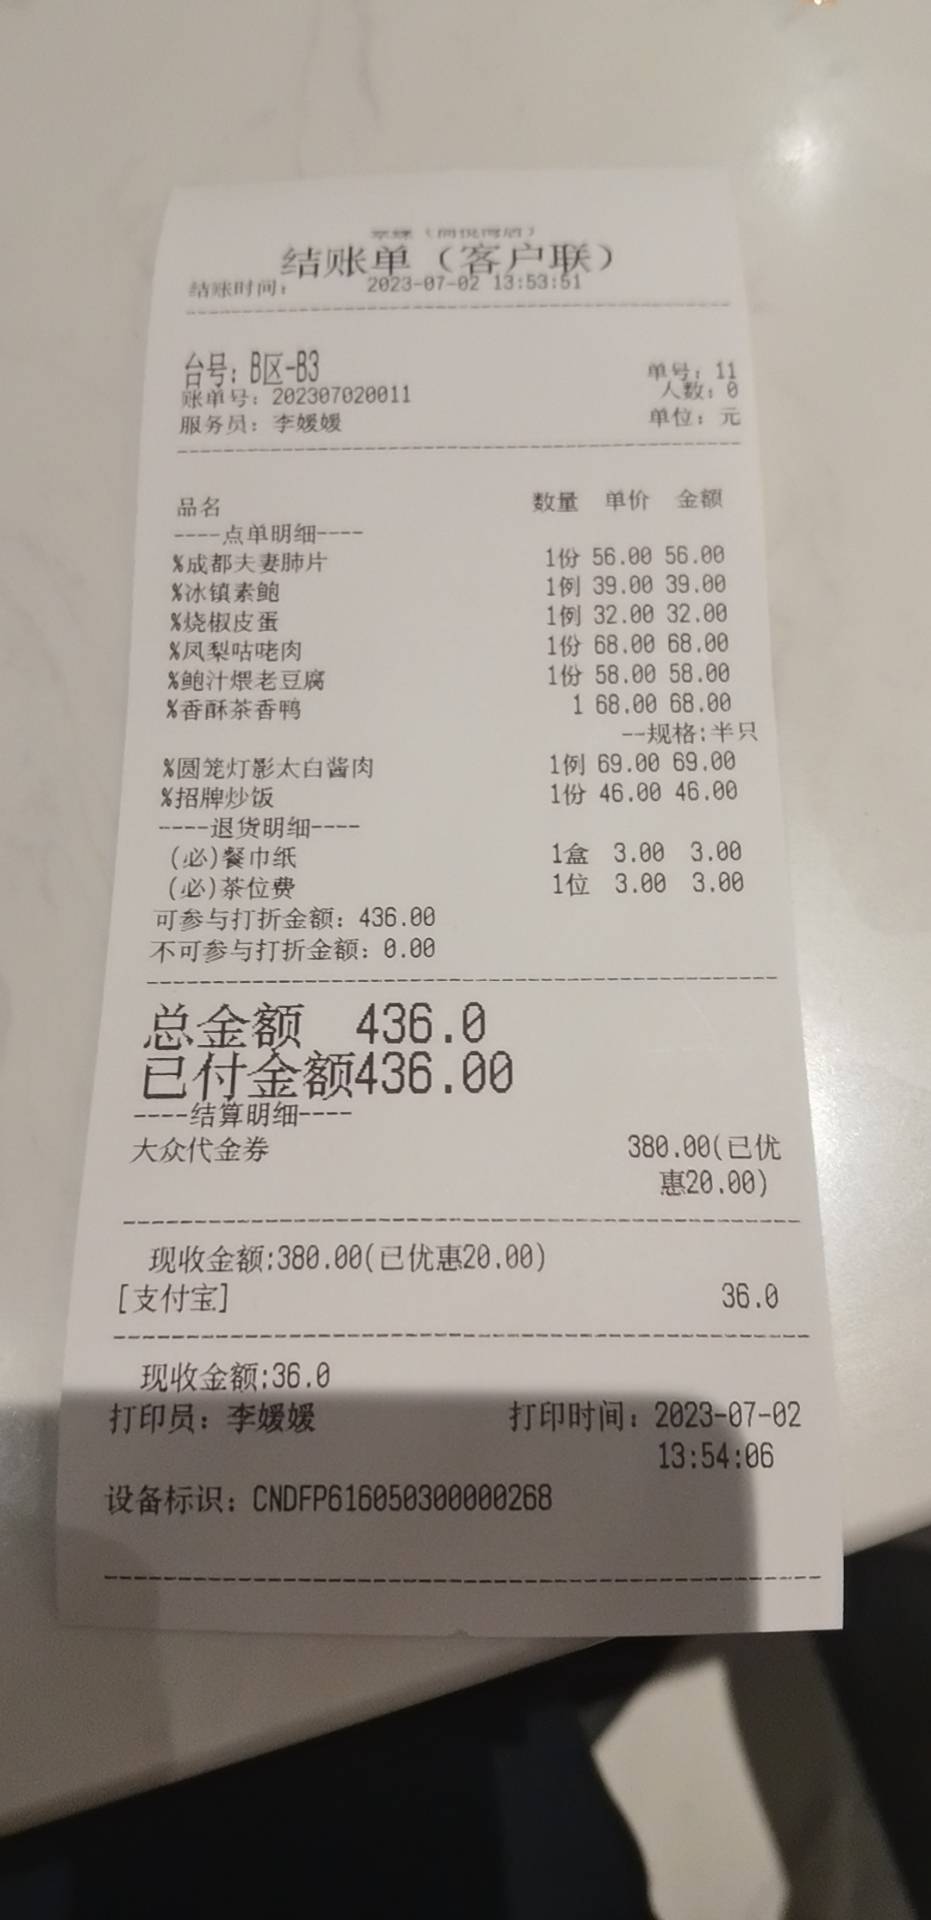 结账单（客户联）
结账时间： 2023-07-02 13:53:51
台号：B区-B3
单号：11
账单号：202307020011
人数：0
服务员：李媛媛
单位：元
品名 数量 单价 金额
----点单明细----
%成都夫妻肺片 1份 56.00 56.00
%冰镇素鲍 1例 39.00 39.00
%烧椒皮蛋 1例 32.00 32.00
%凤梨咕咾肉 1份 68.00 68.00
%鲍汁煨老豆腐 1份 58.00 58.00
%香酥茶香鸭 1 68.00 68.00
--规格:半只
%圆笼灯影太白酱肉 1例 69.00 69.00
%招牌炒饭 1份 46.00 46.00
----退货明细----
(必)餐巾纸 1盒 3.00 3.00
(必)茶位费 1位 3.00 3.00
可参与打折金额：436.00
不可参与打折金额：0.00
总金额 436.0
已付金额436.00
----结算明细----
大众代金券 380.00(已优
惠20.00)
现收金额:380.00(已优惠20.00)
[支付宝] 36.0
现收金额:36.0
打印员：李媛媛 打印时间：2023-07-02
13:54:06
设备标识：CNDFP616050300000268